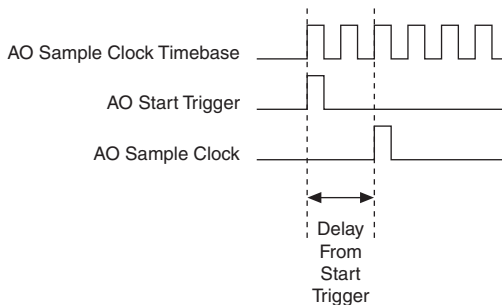 AO Sample Clock Timebase
AO Start Trigger
AO Sample Clock
Delay
From
Start
Trigger